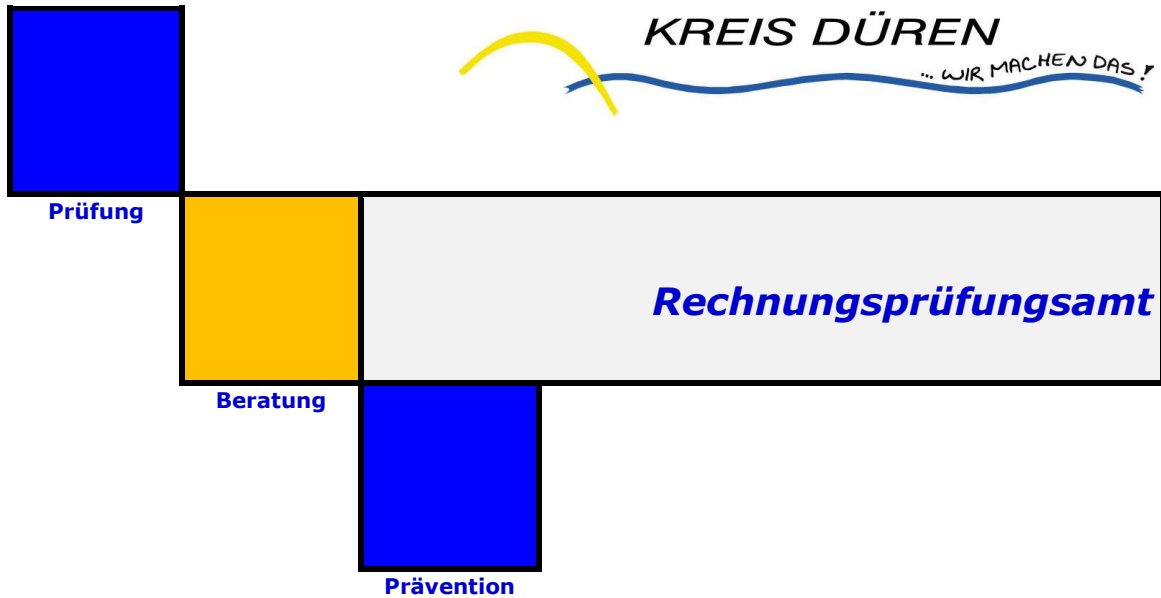 KREIS DÜREN
... WIR MACHEN DAS!
Prüfung
Rechnungsprüfungsamt
Beratung
Prävention